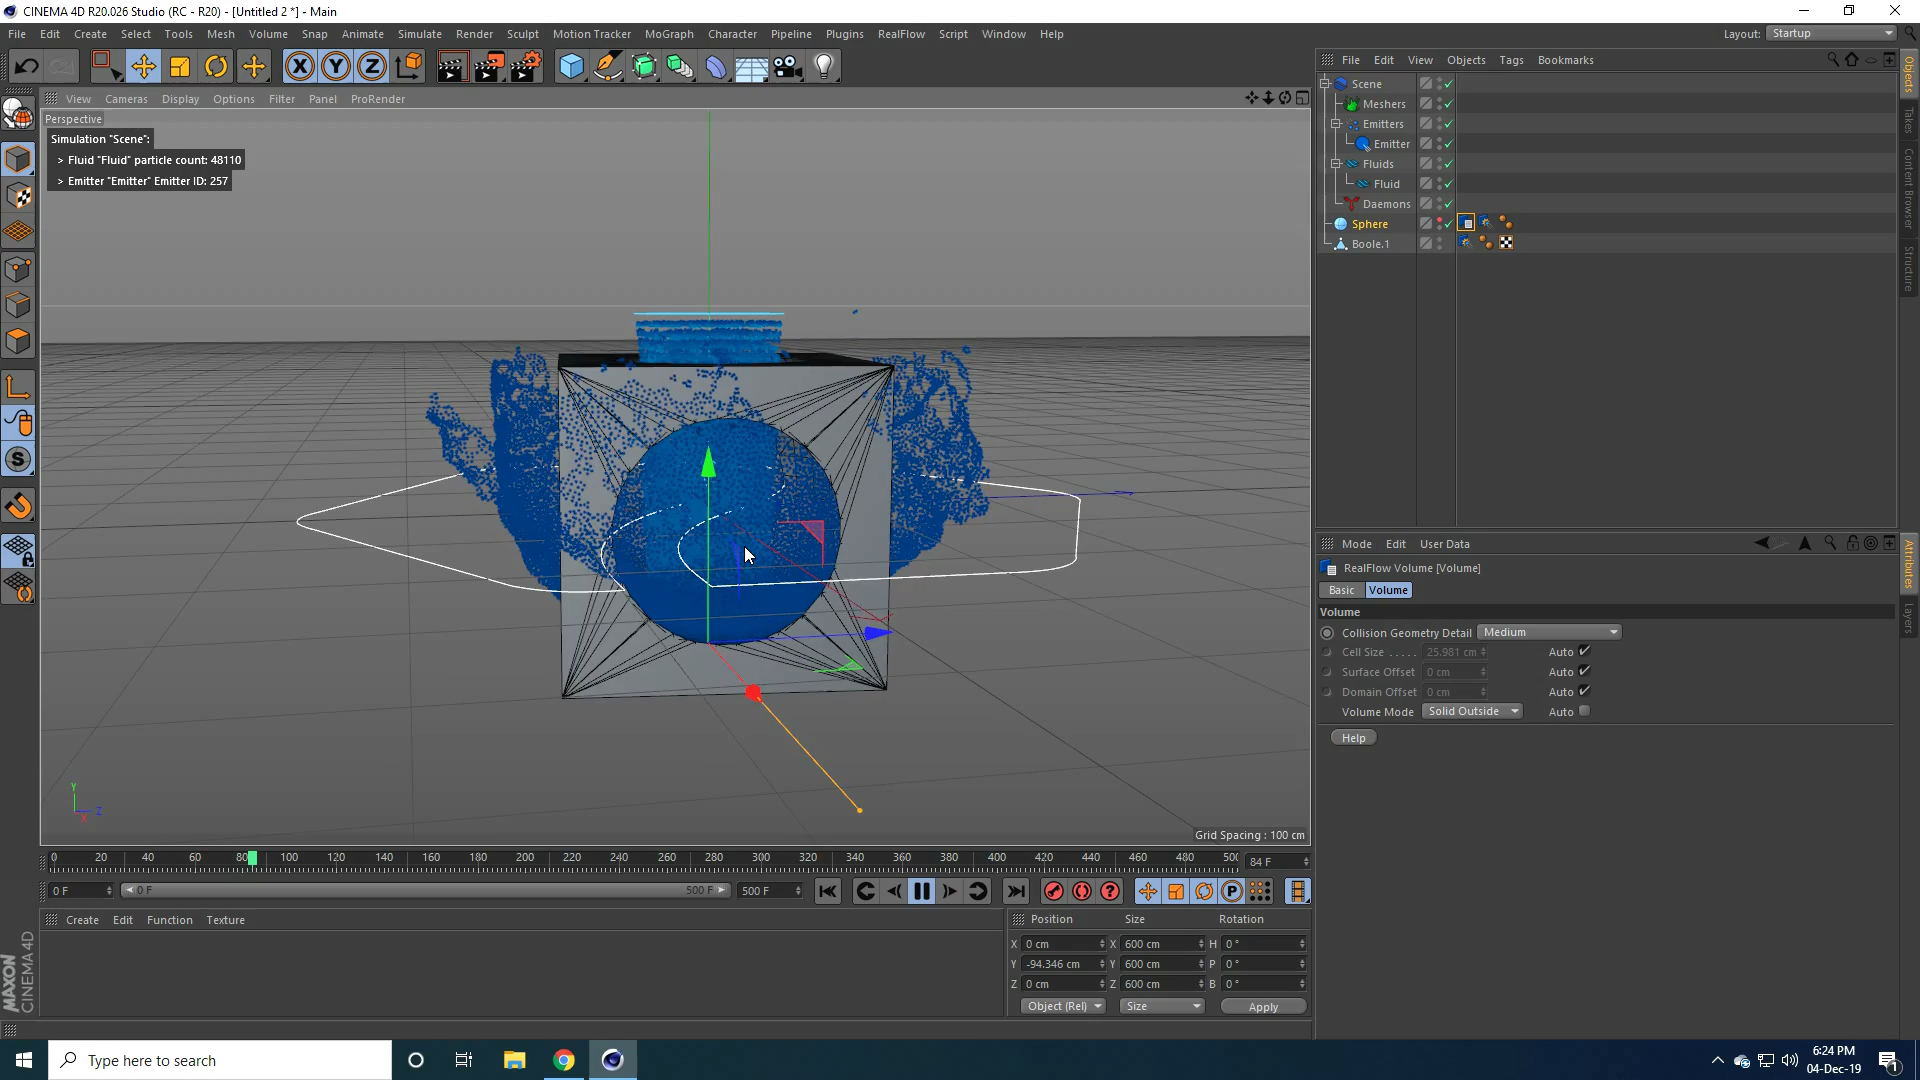 CINEMA 4D R20.026 Studio (RC - R20) - [Untitled 2 *] - Main
File Edit Create Select Tools Mesh Volume Snap Animate Simulate Render Sculpt Motion Tracker MoGraph Character Pipeline Plugins RealFlow Script Window Help
Layout: Startup
View Cameras Display Options Filter Panel ProRender
Perspective
Simulation "Scene":
> Fluid "Fluid" particle count: 48110
> Emitter "Emitter" Emitter ID: 257
Y
Z
X
Grid Spacing : 100 cm
File Edit View Objects Tags Bookmarks
Scene
Meshers
Emitters
Emitter
Fluids
Fluid
Daemons
Sphere
Boole.1
Objects
Takes
Content Browser
Structure
Mode Edit User Data
RealFlow Volume [Volume]
Basic Volume
Volume
Collision Geometry Detail Medium
Cell Size . . . . . 25.981 cm Auto
Surface Offset 0 cm Auto
Domain Offset 0 cm Auto
Volume Mode Solid Outside Auto
Help
Attributes
Layers
0 20 40 60 80 100 120 140 160 180 200 220 240 260 280 300 320 340 360 380 400 420 440 460 480 500 84 F
0 F 0 F 500 F 500 F
Create Edit Function Texture
Position Size Rotation
X 0 cm X 600 cm H 0 °
Y -94.346 cm Y 600 cm P 0 °
Z 0 cm Z 600 cm B 0 °
Object (Rel) Size Apply
MAXON
CINEMA 4D
Type here to search
6:24 PM
04-Dec-19
1